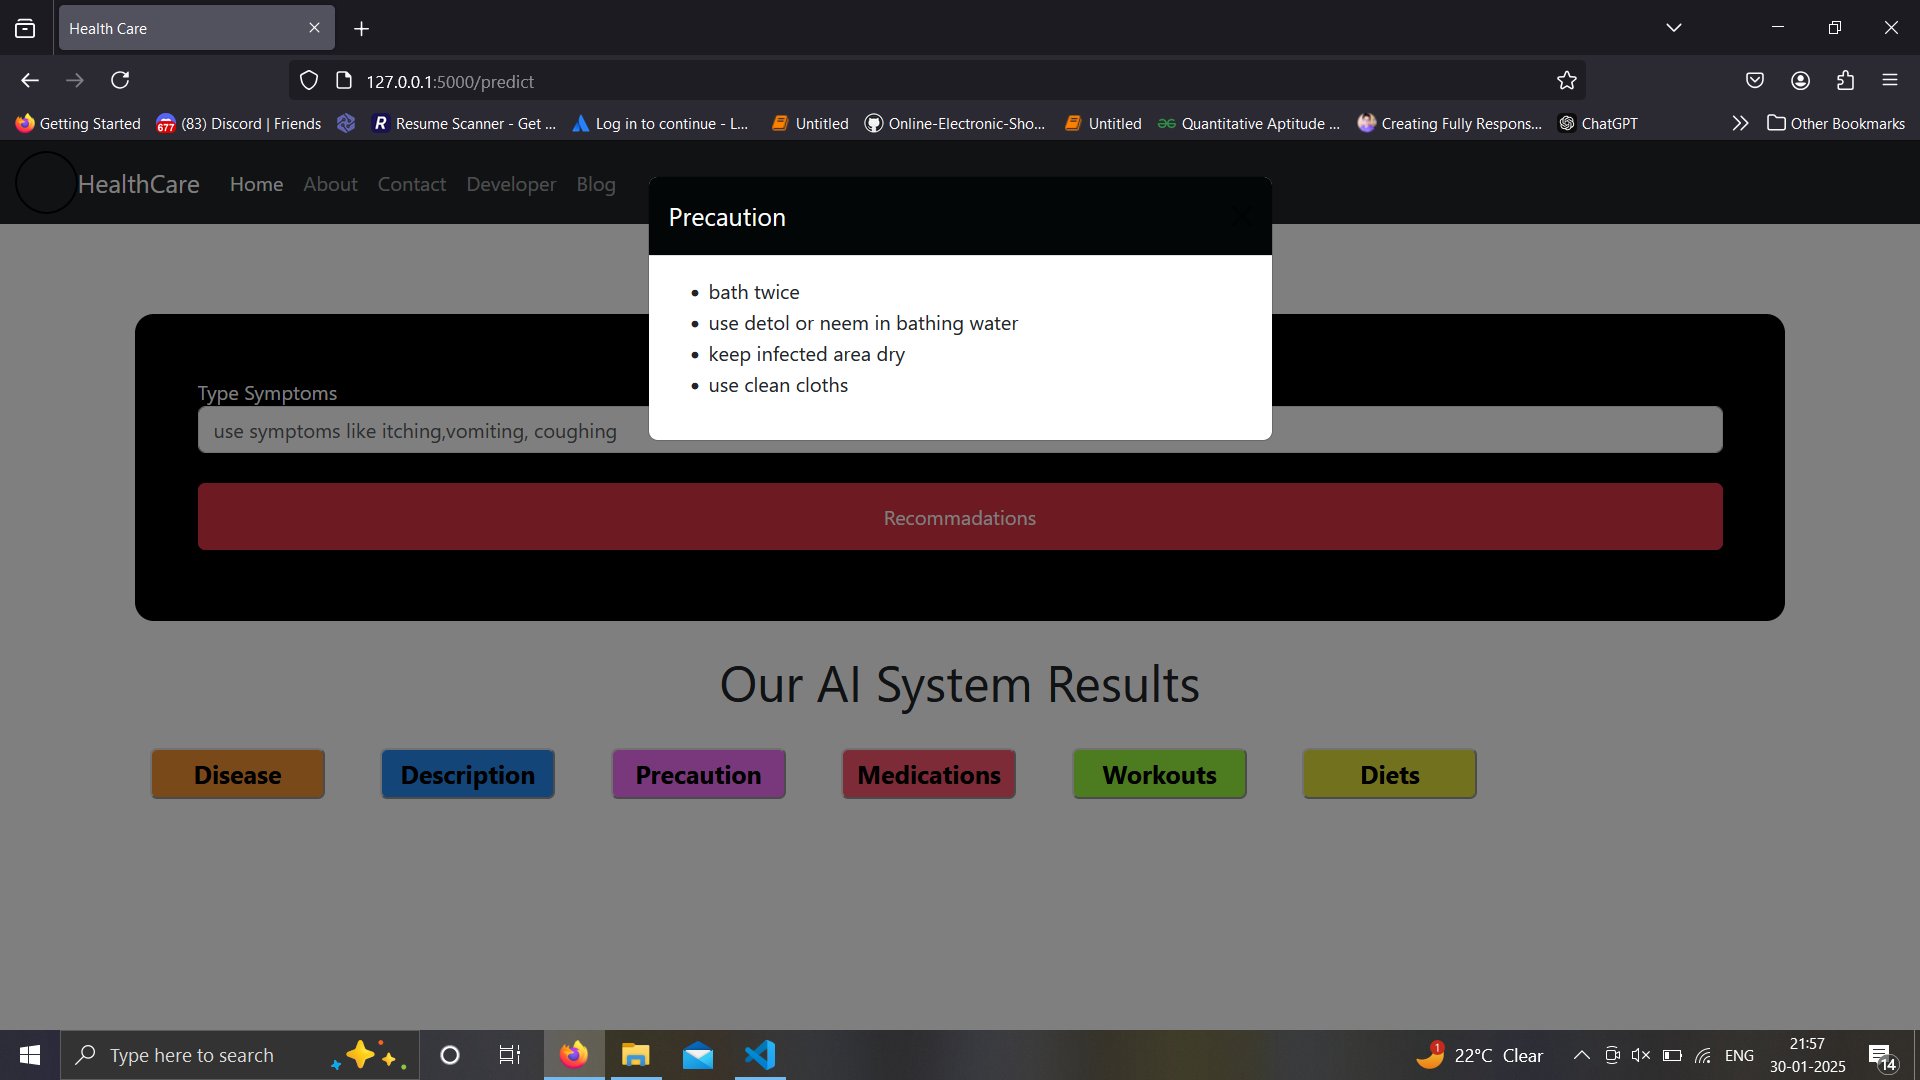 Health Care
127.0.0.1:5000/predict
Getting Started
677
(83) Discord | Friends
R
Resume Scanner - Get ...
Log in to continue - L...
Untitled
Online-Electronic-Sho...
Untitled
Quantitative Aptitude ...
Creating Fully Respons...
ChatGPT
Other Bookmarks
HealthCare
Home
About
Contact
Developer
Blog
Precaution
• bath twice
• use detol or neem in bathing water
• keep infected area dry
• use clean cloths
Type Symptoms
use symptoms like itching,vomiting, coughing
Recommadations
Our AI System Results
Disease
Description
Precaution
Medications
Workouts
Diets
Type here to search
1
22°C Clear
ENG
21:57
30-01-2025
14